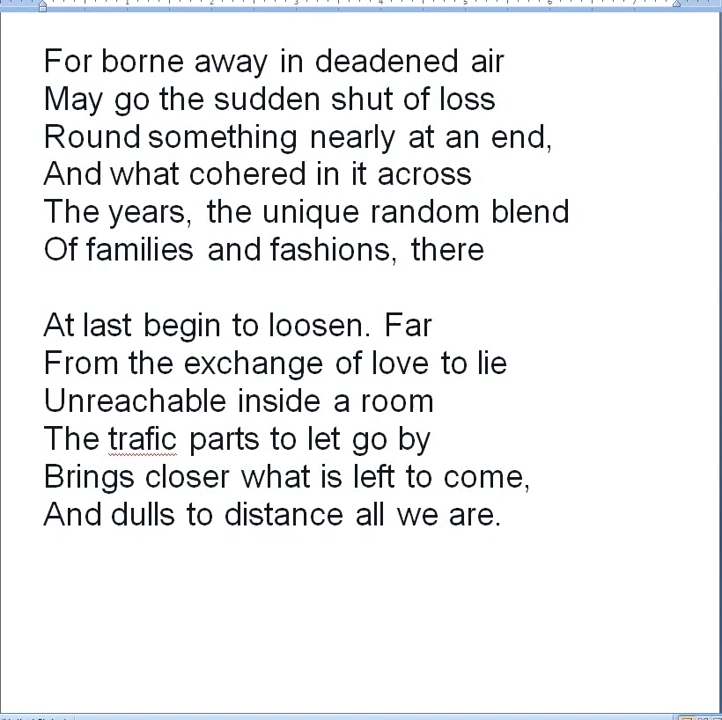 For borne away in deadened air
May go the sudden shut of loss
Round something nearly at an end,
And what cohered in it across
The years, the unique random blend
Of families and fashions, there
At last begin to loosen. Far
From the exchange of love to lie
Unreachable inside a room
The trafic parts to let go by
Brings closer what is left to come,
And dulls to distance all we are.